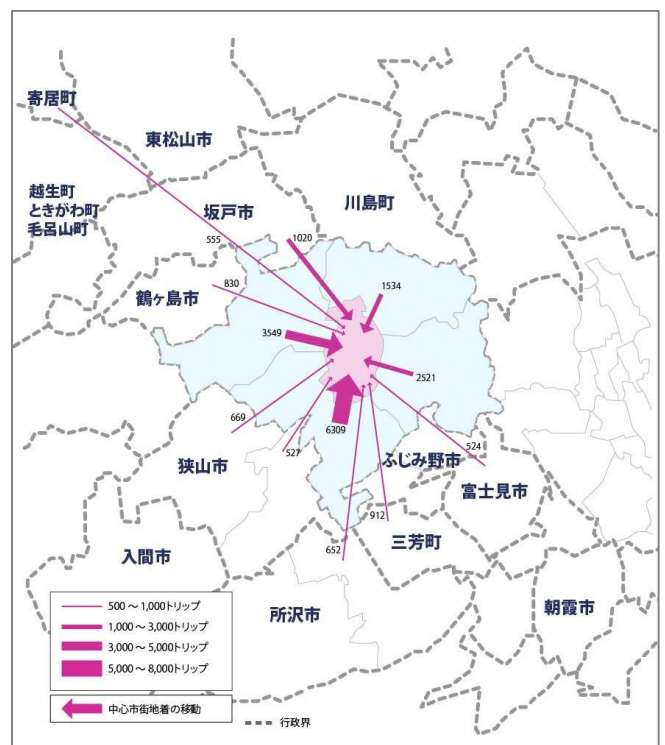 寄居町
東松山市
越生町
ときがわ町
毛呂山町
坂戸市
川島町
555
1020
830
1534
鶴ヶ島市
3549
2521
669
6309
527
狭山市
ふじみ野市
524
富士見市
912
三芳町
652
入間市
所沢市
朝霞市
500～1,000トリップ
1,000～3,000トリップ
3,000～5,000トリップ
5,000～8,000トリップ
中心市街地着の移動
行政界